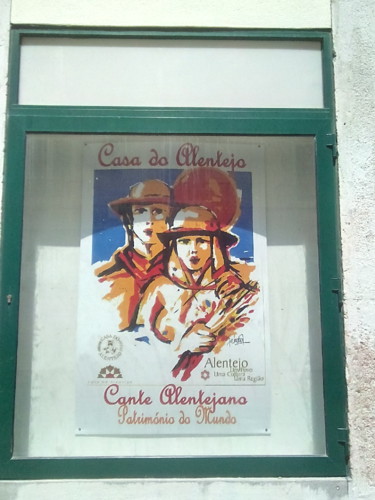 Casa do Alentejo
Alentejo
Uma Cultura
Uma Região
Cante Alentejano
Património do Mundo